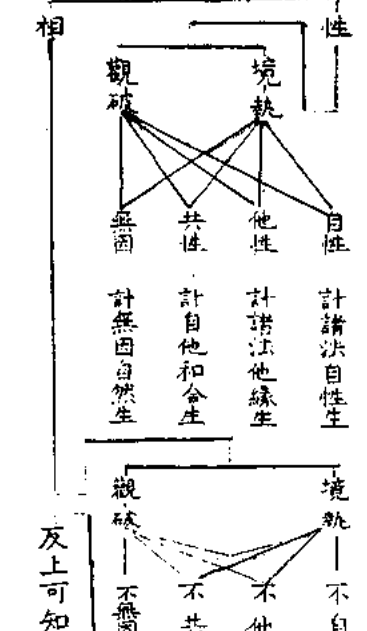 性
相
境執
觀破
自性
他性
共性
無因
計諸法自性生
計諸法他緣生
計自他和合生
計無因自然生
境執
觀破
不自
不他
不共
不無因
反上可知